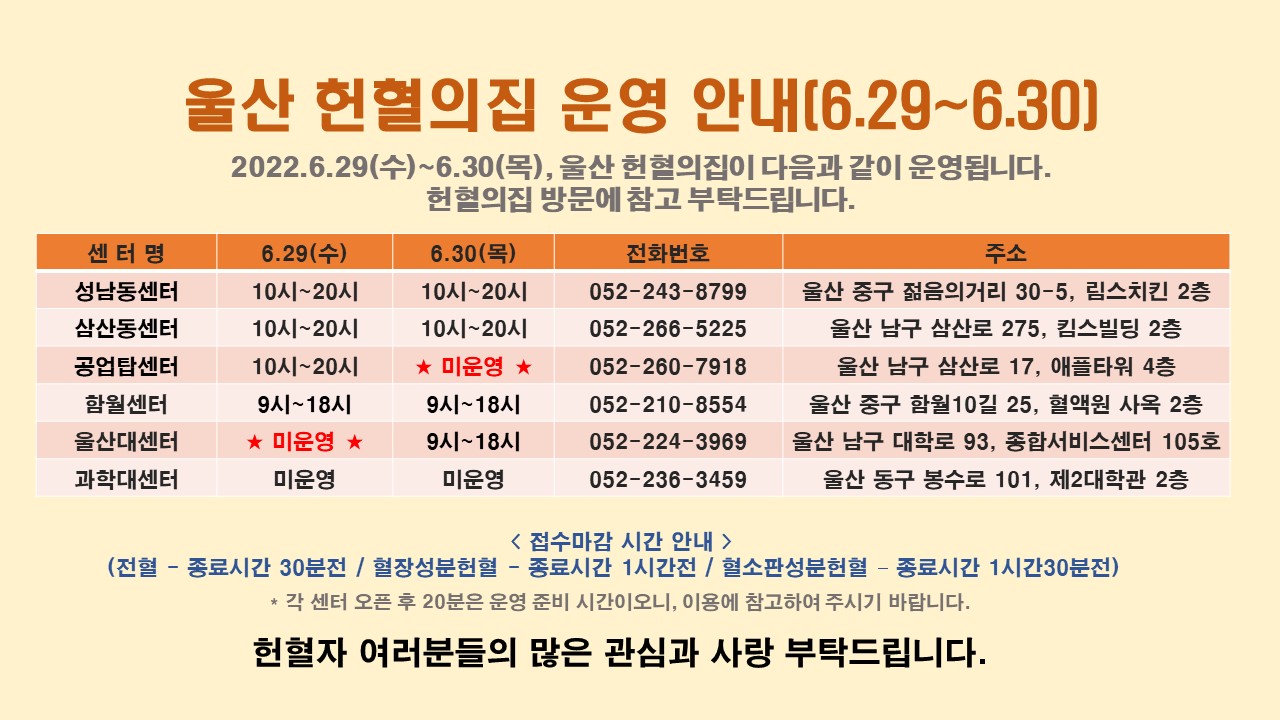 울산 헌혈의집 운영 안내(6.29~6.30)
2022.6.29(수)~6.30(목), 울산 헌혈의집이 다음과 같이 운영됩니다.
헌혈의집 방문에 참고 부탁드립니다.
센 터 명 6.29(수) 6.30(목) 전화번호 주소
성남동센터 10시~20시 10시~20시 052-243-8799 울산 중구 젊음의거리 30-5, 림스치킨 2층
삼산동센터 10시~20시 10시~20시 052-266-5225 울산 남구 삼산로 275, 킴스빌딩 2층
공업탑센터 10시~20시 ★ 미운영 ★ 052-260-7918 울산 남구 삼산로 17, 애플타워 4층
함월센터 9시~18시 9시~18시 052-210-8554 울산 중구 함월10길 25, 혈액원 사옥 2층
울산대센터 ★ 미운영 ★ 9시~18시 052-224-3969 울산 남구 대학로 93, 종합서비스센터 105호
과학대센터 미운영 미운영 052-236-3459 울산 동구 봉수로 101, 제2대학관 2층
< 접수마감 시간 안내 >
(전혈 - 종료시간 30분전 / 혈장성분헌혈 - 종료시간 1시간전 / 혈소판성분헌혈 – 종료시간 1시간30분전)
* 각 센터 오픈 후 20분은 운영 준비 시간이오니, 이용에 참고하여 주시기 바랍니다.
헌혈자 여러분들의 많은 관심과 사랑 부탁드립니다.